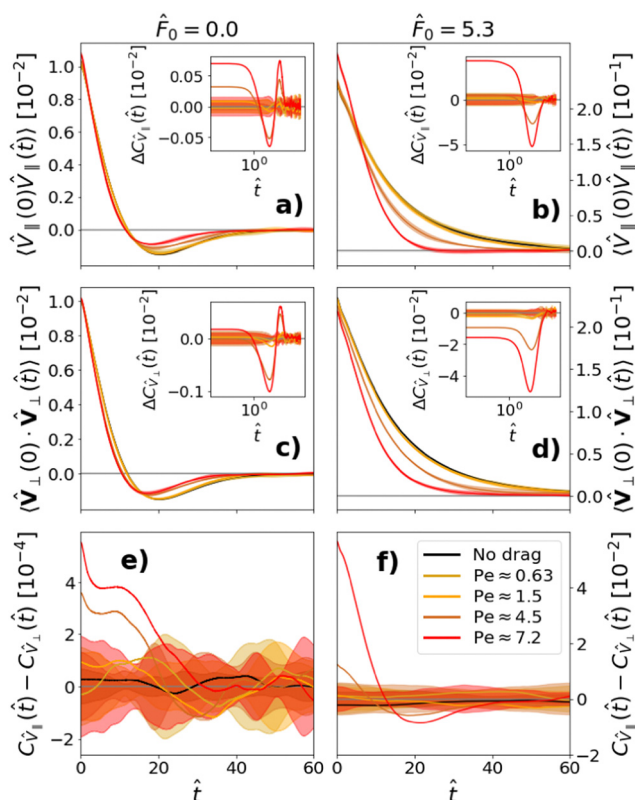 F̂₀ = 0.0
F̂₀ = 5.3
⟨V̂∥(0)V̂∥(t̂)⟩ [10⁻²]
1.0
0.8
0.6
0.4
0.2
0.0
ΔC_V̂∥(t̂) [10⁻²]
0.05
0.00
−0.05
10⁰
t̂
a)
ΔC_V̂∥(t̂) [10⁻²]
0
−5
10⁰
t̂
b)
2.0
1.5
1.0
0.5
0.0
⟨V̂∥(0)V̂∥(t̂)⟩ [10⁻¹]
⟨V̂⊥(0) · V̂⊥(t̂)⟩ [10⁻²]
1.0
0.8
0.6
0.4
0.2
0.0
ΔC_V̂⊥(t̂) [10⁻²]
0.0
−0.1
10⁰
t̂
c)
ΔC_V̂⊥(t̂) [10⁻²]
0
−2
−4
10⁰
t̂
d)
2.0
1.5
1.0
0.5
0.0
⟨V̂⊥(0) · V̂⊥(t̂)⟩ [10⁻¹]
C_V̂∥(t̂) − C_V̂⊥(t̂) [10⁻⁴]
4
2
0
−2
e)
0 20 40 60
t̂
f)
No drag
Pe ≈ 0.63
Pe ≈ 1.5
Pe ≈ 4.5
Pe ≈ 7.2
4
2
0
−2
0 20 40 60
t̂
C_V̂∥(t̂) − C_V̂⊥(t̂) [10⁻²]